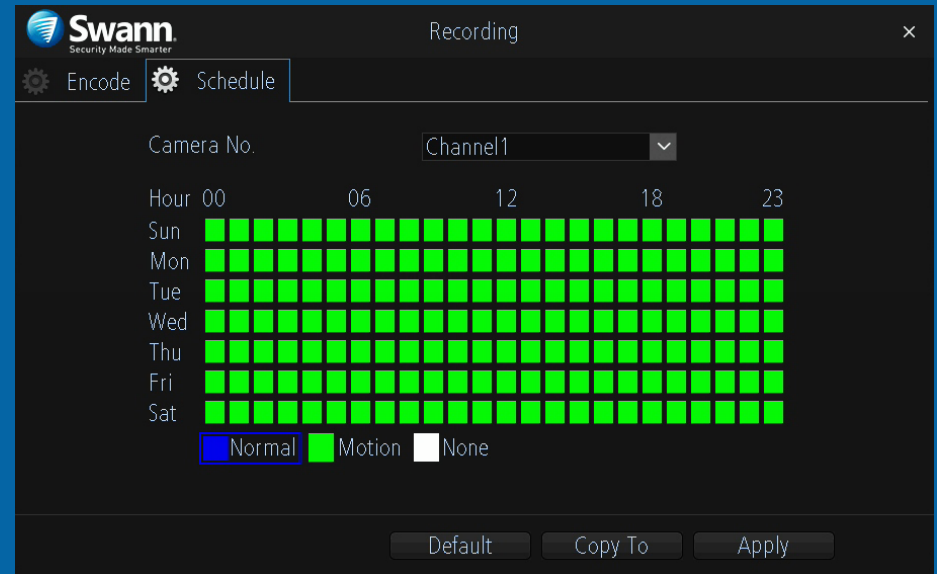 Swann.
Security Made Smarter
Recording
×
Encode Schedule
Camera No. Channel1
Hour 00 06 12 18 23
Sun
Mon
Tue
Wed
Thu
Fri
Sat
Normal Motion None
Default Copy To Apply